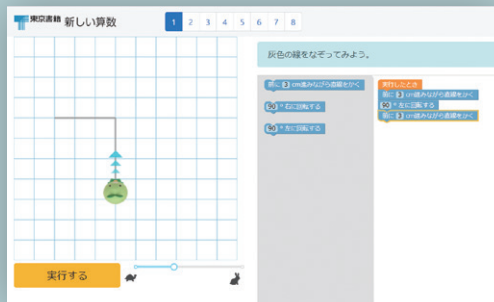 東京書籍 新しい算数
1 2 3 4 5 6 7 8
灰色の線をなぞってみよう。
前に 3 cm進みながら直線をかく
90 ° 右に回転する
90 ° 左に回転する
実行したとき
前に 3 cm進みながら直線をかく
90 ° 左に回転する
前に 3 cm進みながら直線をかく
実行する